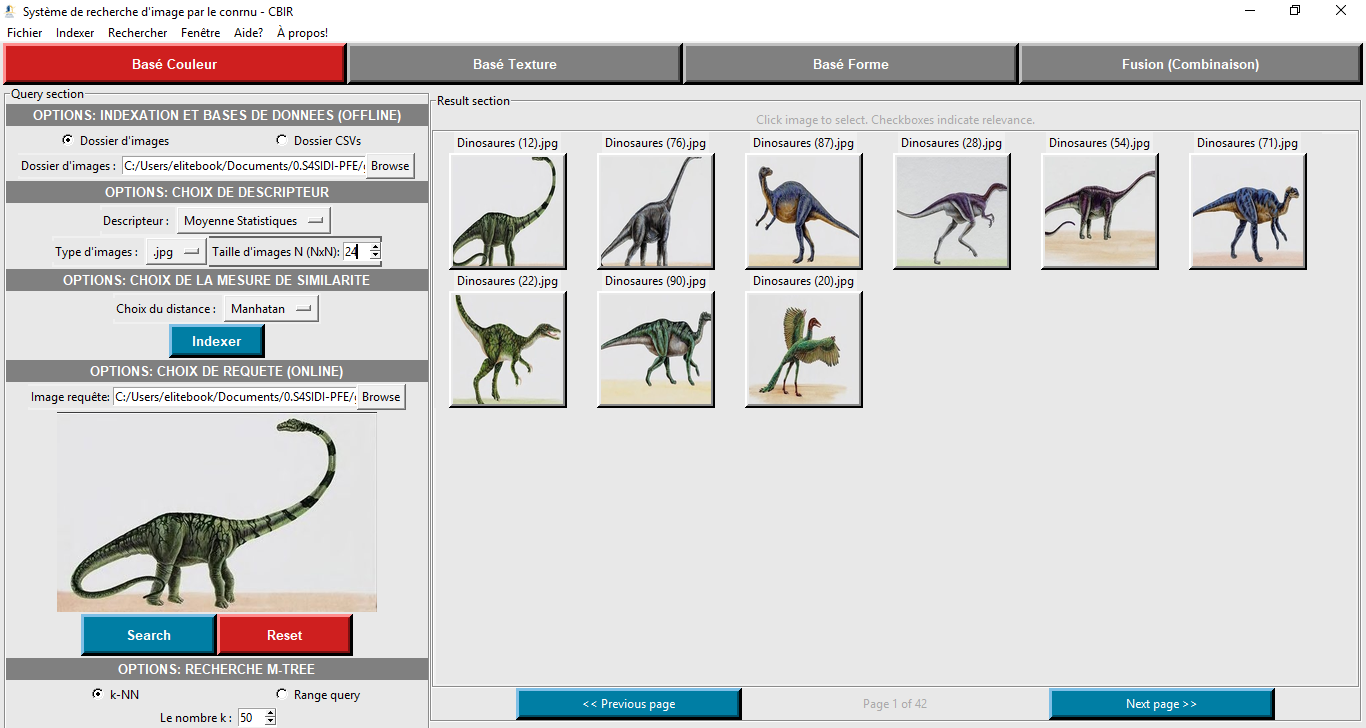 Système de recherche d'image par le conrnu - CBIR
Fichier Indexer Rechercher Fenêtre Aide? À propos!
Basé Couleur Basé Texture Basé Forme Fusion (Combinaison)
Query section
OPTIONS: INDEXATION ET BASES DE DONNEES (OFFLINE)
Dossier d'images Dossier CSVs
Dossier d'images : C:/Users/elitebook/Documents/0.S4SIDI-PFE/g Browse
OPTIONS: CHOIX DE DESCRIPTEUR
Descripteur : Moyenne Statistiques
Type d'images : .jpg Taille d'images N (NxN): 24
OPTIONS: CHOIX DE LA MESURE DE SIMILARITE
Choix du distance : Manhatan
Indexer
OPTIONS: CHOIX DE REQUETE (ONLINE)
Image requête: C:/Users/elitebook/Documents/0.S4SIDI-PFE/g Browse
Search Reset
OPTIONS: RECHERCHE M-TREE
k-NN Range query
Le nombre k : 50
Result section
Click image to select. Checkboxes indicate relevance.
Dinosaures (12).jpg Dinosaures (76).jpg Dinosaures (87).jpg Dinosaures (28).jpg Dinosaures (54).jpg Dinosaures (71).jpg
Dinosaures (22).jpg Dinosaures (90).jpg Dinosaures (20).jpg
<< Previous page Page 1 of 42 Next page >>